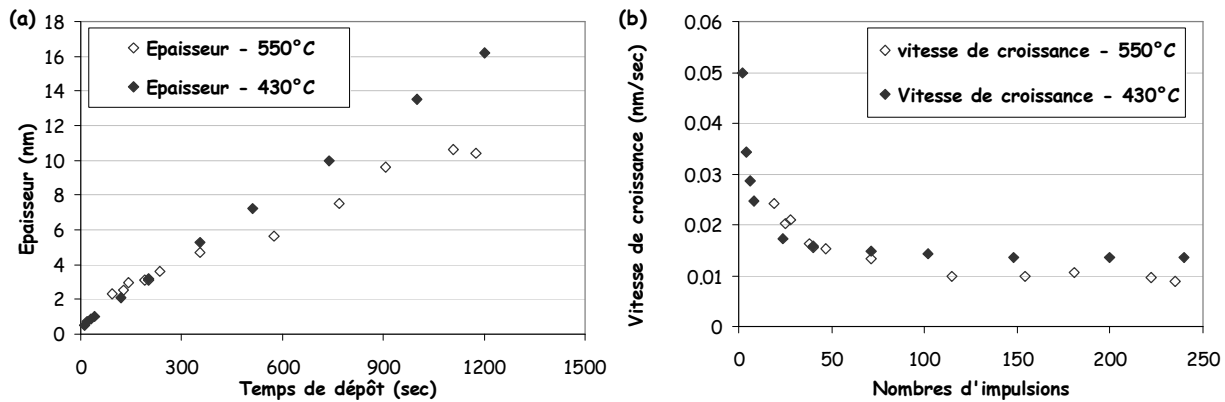 (a)
18
16
14
12
10
8
6
4
2
0
Epaisseur (nm)
Epaisseur - 550°C
Epaisseur - 430°C
0 300 600 900 1200 1500
Temps de dépôt (sec)
(b)
0.06
0.05
0.04
0.03
0.02
0.01
0
Vitesse de croissance (nm/sec)
vitesse de croissance - 550°C
Vitesse de croissance - 430°C
0 50 100 150 200 250
Nombres d'impulsions